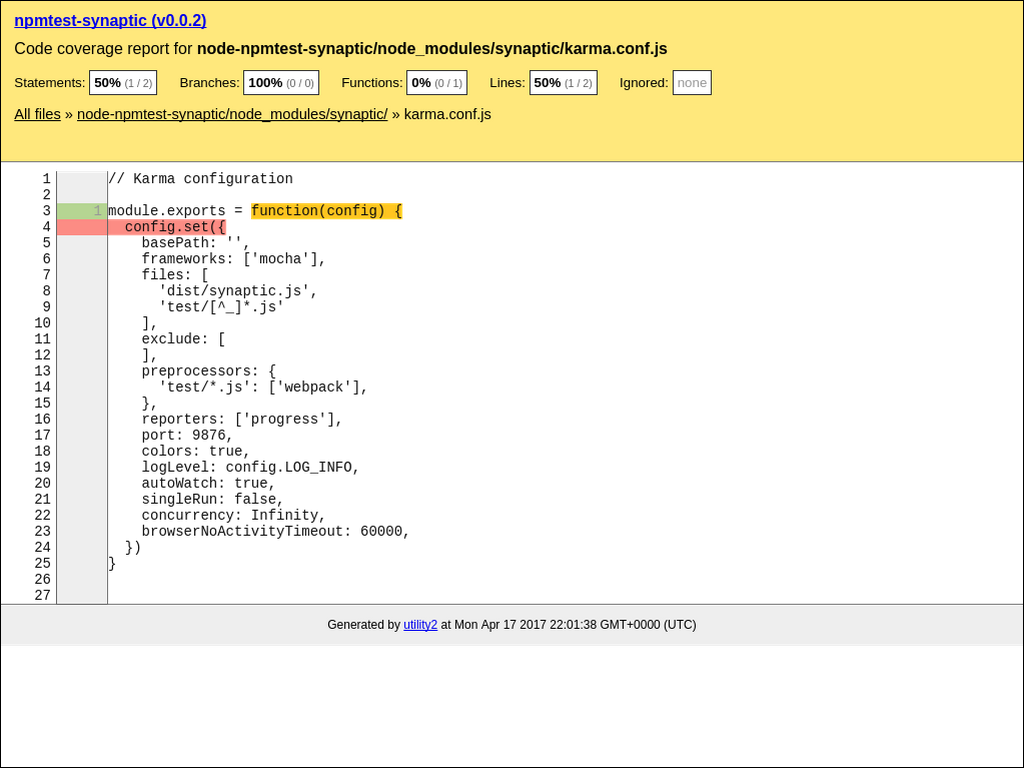 npmtest-synaptic (v0.0.2)
Code coverage report for node-npmtest-synaptic/node_modules/synaptic/karma.conf.js
Statements: 50% (1 / 2) Branches: 100% (0 / 0) Functions: 0% (0 / 1) Lines: 50% (1 / 2) Ignored: none
All files » node-npmtest-synaptic/node_modules/synaptic/ » karma.conf.js
1 // Karma configuration
2
3 1 module.exports = function(config) {
4   config.set({
5     basePath: '',
6     frameworks: ['mocha'],
7     files: [
8       'dist/synaptic.js',
9       'test/[^_]*.js'
10     ],
11     exclude: [
12     ],
13     preprocessors: {
14       'test/*.js': ['webpack'],
15     },
16     reporters: ['progress'],
17     port: 9876,
18     colors: true,
19     logLevel: config.LOG_INFO,
20     autoWatch: true,
21     singleRun: false,
22     concurrency: Infinity,
23     browserNoActivityTimeout: 60000,
24   })
25 }
26
27
Generated by utility2 at Mon Apr 17 2017 22:01:38 GMT+0000 (UTC)